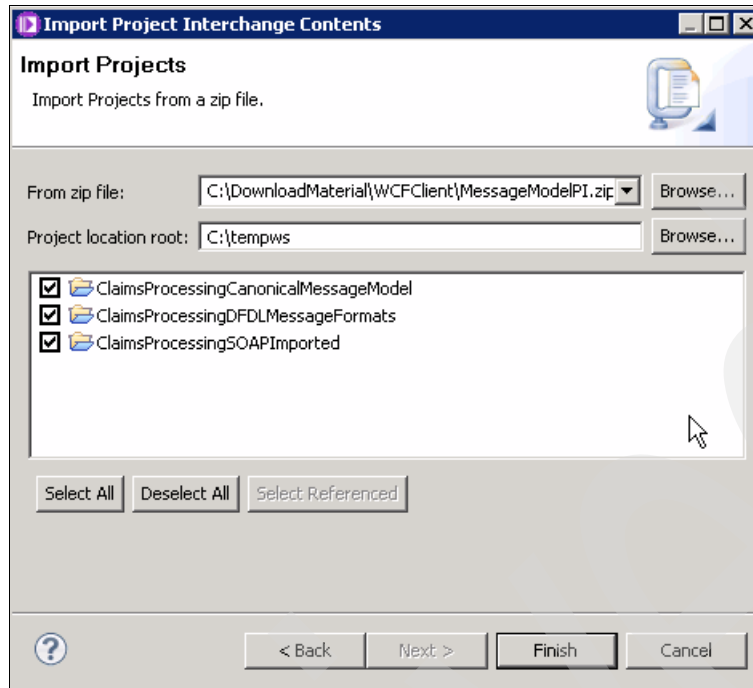 Import Project Interchange Contents
Import Projects
Import Projects from a zip file.
From zip file: C:\DownloadMaterial\WCFClient\MessageModelPI.zip Browse...
Project location root: C:\tempws Browse...
ClaimsProcessingCanonicalMessageModel
ClaimsProcessingDFDLMessageFormats
ClaimsProcessingSOAPImported
Select All Deselect All Select Referenced
? < Back Next > Finish Cancel